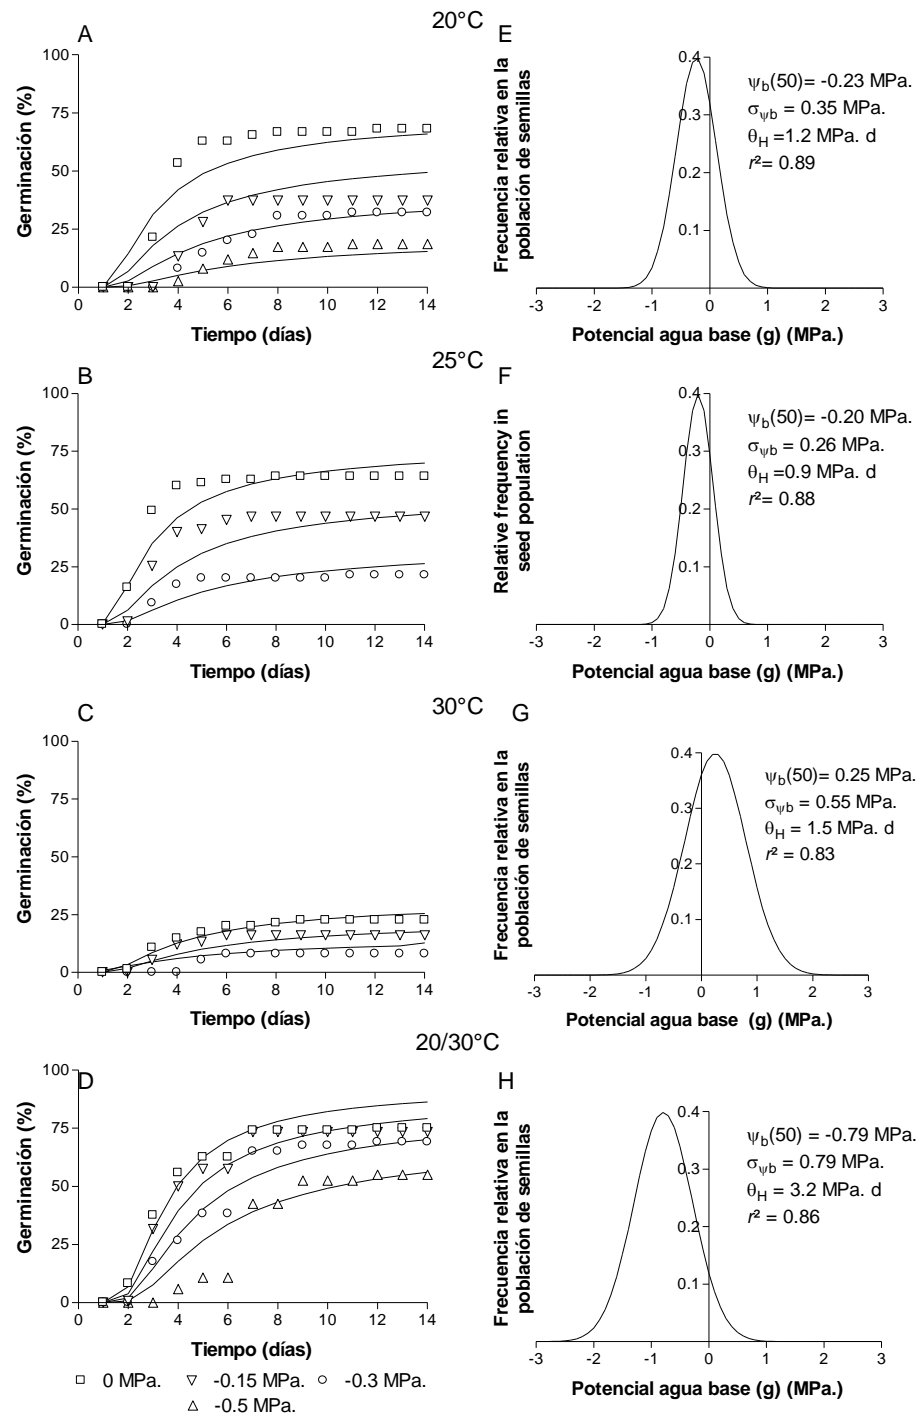 20°C
A
100
75
50
25
0
Germinación (%)
0 2 4 6 8 10 12 14
Tiempo (días)
E
0.4
0.3
0.2
0.1
Frecuencia relativa en la
población de semillas
-3 -2 -1 0 1 2 3
Potencial agua base (g) (MPa.)
ψb(50)= -0.23 MPa.
σψb = 0.35 MPa.
θH =1.2 MPa. d
r²= 0.89
25°C
B
100
75
50
25
0
Germinación (%)
0 2 4 6 8 10 12 14
Tiempo (días)
F
0.4
0.3
0.2
0.1
Relative frequency in
seed population
-3 -2 -1 0 1 2 3
Potencial agua base (g) (MPa.)
ψb(50)= -0.20 MPa.
σψb = 0.26 MPa.
θH =0.9 MPa. d
r²= 0.88
30°C
C
100
75
50
25
0
Germinación (%)
0 2 4 6 8 10 12 14
Tiempo (días)
G
0.4
0.3
0.2
0.1
Frecuencia relativa en la
población de semillas
-3 -2 -1 0 1 2 3
Potencial agua base (g) (MPa.)
ψb(50)= 0.25 MPa.
σψb = 0.55 MPa.
θH = 1.5 MPa. d
r² = 0.83
20/30°C
D
100
75
50
25
0
Germinación (%)
0 2 4 6 8 10 12 14
Tiempo (días)
H
0.4
0.3
0.2
0.1
Frecuencia relativa en la
población de semillas
-3 -2 -1 0 1 2 3
Potencial agua base (g) (MPa.)
ψb(50) = -0.79 MPa.
σψb = 0.79 MPa.
θH = 3.2 MPa. d
r² = 0.86
□ 0 MPa. ▽ -0.15 MPa. ○ -0.3 MPa.
△ -0.5 MPa.